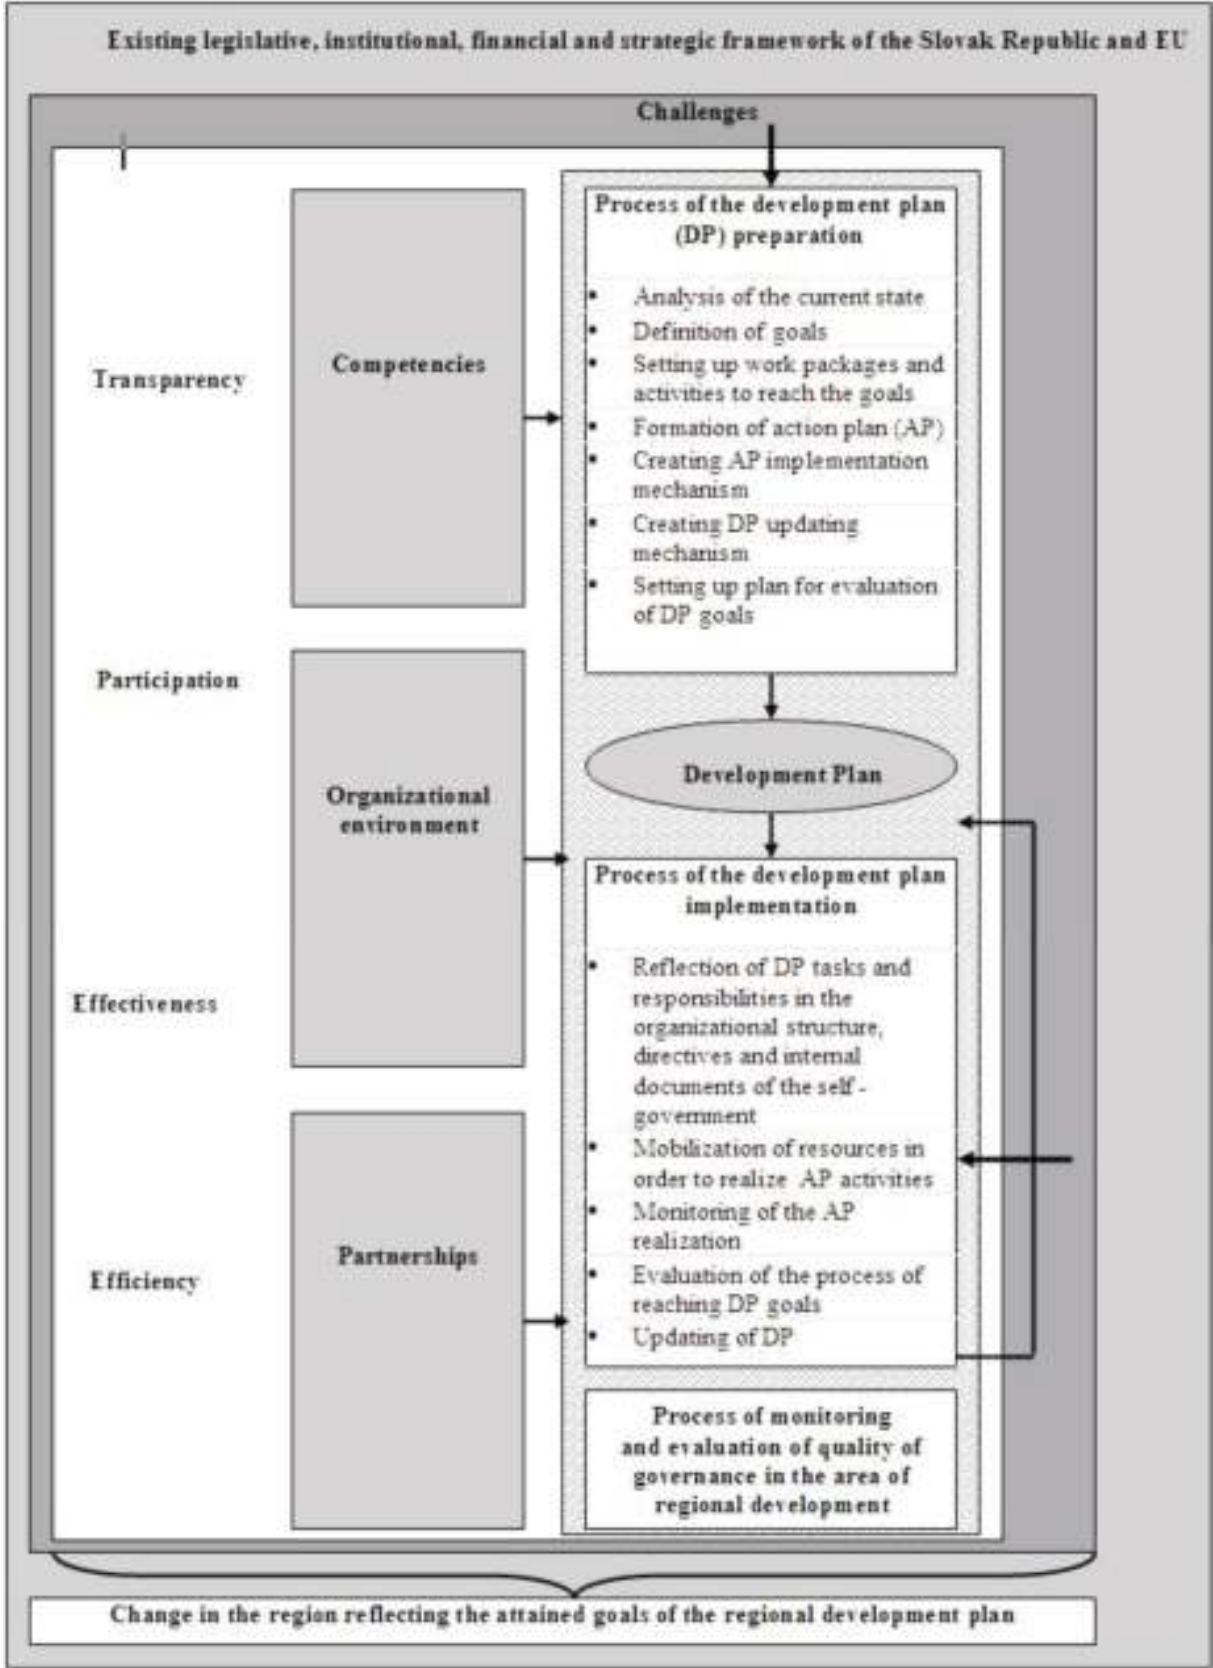 Existing legislative, institutional, financial and strategic framework of the Slovak Republic and EU
Challenges
Transparency
Participation
Effectiveness
Efficiency
Competencies
Organizational
environment
Partnerships
Process of the development plan
(DP) preparation
▪ Analysis of the current state
▪ Definition of goals
▪ Setting up work packages and
activities to reach the goals
▪ Formation of action plan (AP)
▪ Creating AP implementation
mechanism
▪ Creating DP updating
mechanism
▪ Setting up plan for evaluation
of DP goals
Development Plan
Process of the development plan
implementation
▪ Reflection of DP tasks and
responsibilities in the
organizational structure,
directives and internal
documents of the self -
government
▪ Mobilization of resources in
order to realize AP activities
▪ Monitoring of the AP
realization
▪ Evaluation of the process of
reaching DP goals
▪ Updating of DP
Process of monitoring
and evaluation of quality of
governance in the area of
regional development
Change in the region reflecting the attained goals of the regional development plan